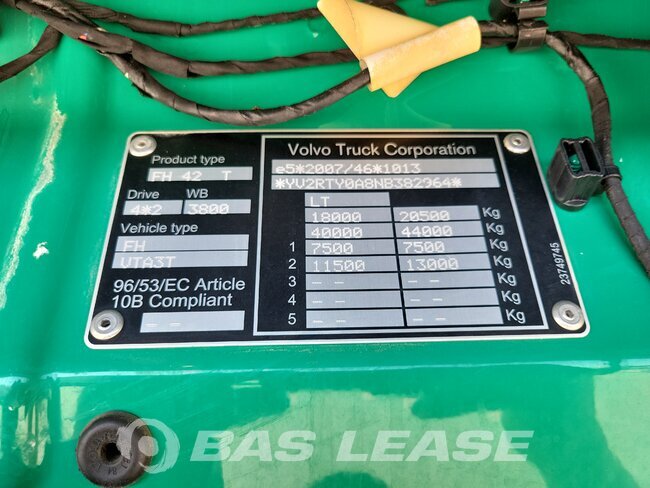 Product type
FH 42 T
Drive WB
4*2 3800
Vehicle type
FH
VTA3T
96/53/EC Article
10B Compliant
-- --
Volvo Truck Corporation
e5*2007/46*1013
*YV2RTY0A8NB382964*
LT
18000 20500 Kg
40000 44000 Kg
1 7500 7500 Kg
2 11500 13000 Kg
3 -- -- -- -- Kg
4 -- -- -- -- Kg
5 -- -- -- -- Kg
23749745
BAS LEASE